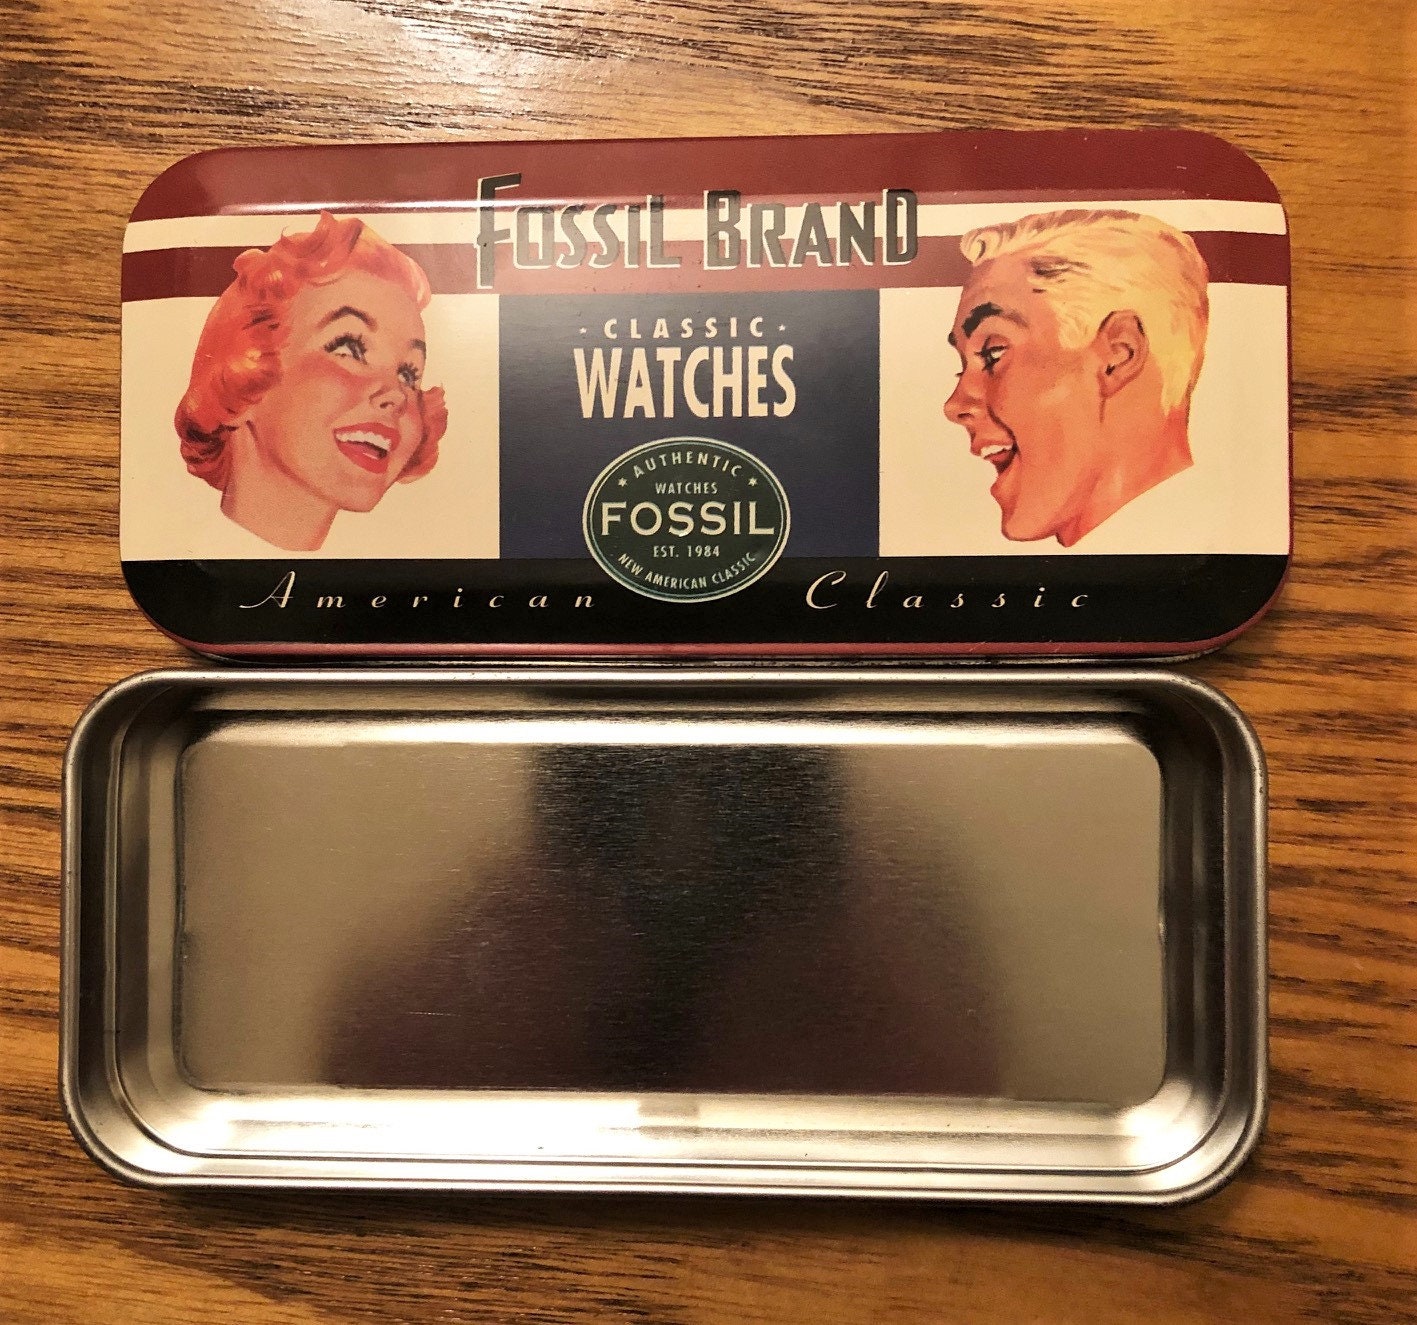 FOSSIL BRAND
· CLASSIC ·
WATCHES
★ AUTHENTIC ★
WATCHES
FOSSIL
EST. 1984
NEW AMERICAN CLASSIC
American Classic